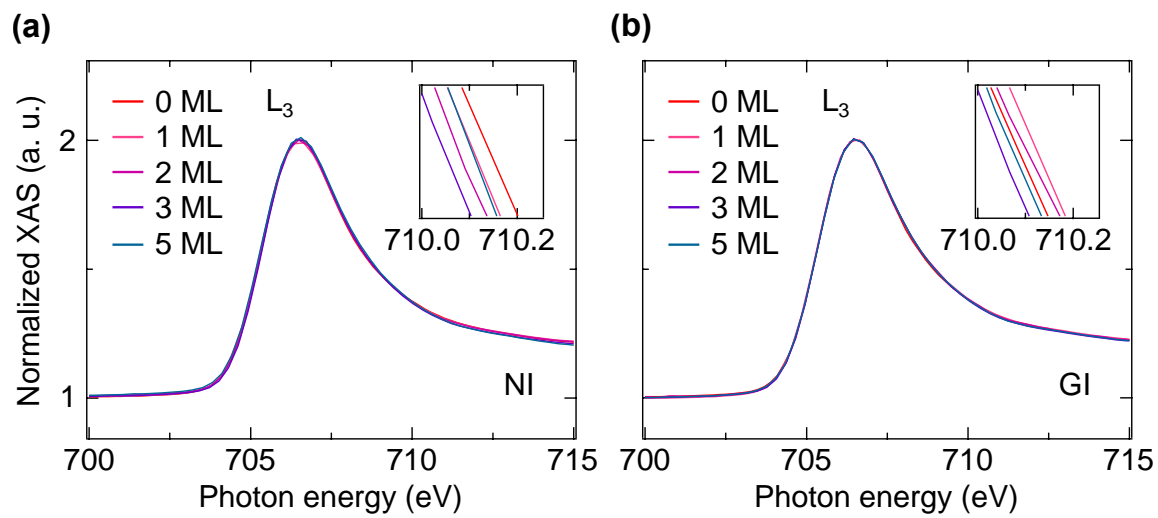 (a)
Normalized XAS (a. u.)
2
1
0 ML
1 ML
2 ML
3 ML
5 ML
L₃
710.0 710.2
NI
700 705 710 715
Photon energy (eV)
(b)
0 ML
1 ML
2 ML
3 ML
5 ML
L₃
710.0 710.2
GI
700 705 710 715
Photon energy (eV)